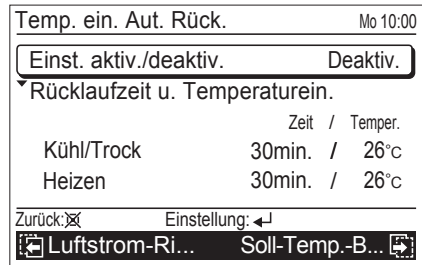 Temp. ein. Aut. Rück. Mo 10:00
Einst. aktiv./deaktiv. Deaktiv.
Rücklaufzeit u. Temperaturein.
Zeit / Temper.
Kühl/Trock 30min. / 26°C
Heizen 30min. / 26°C
Zurück: Einstellung:
Luftstrom-Ri... Soll-Temp.-B...